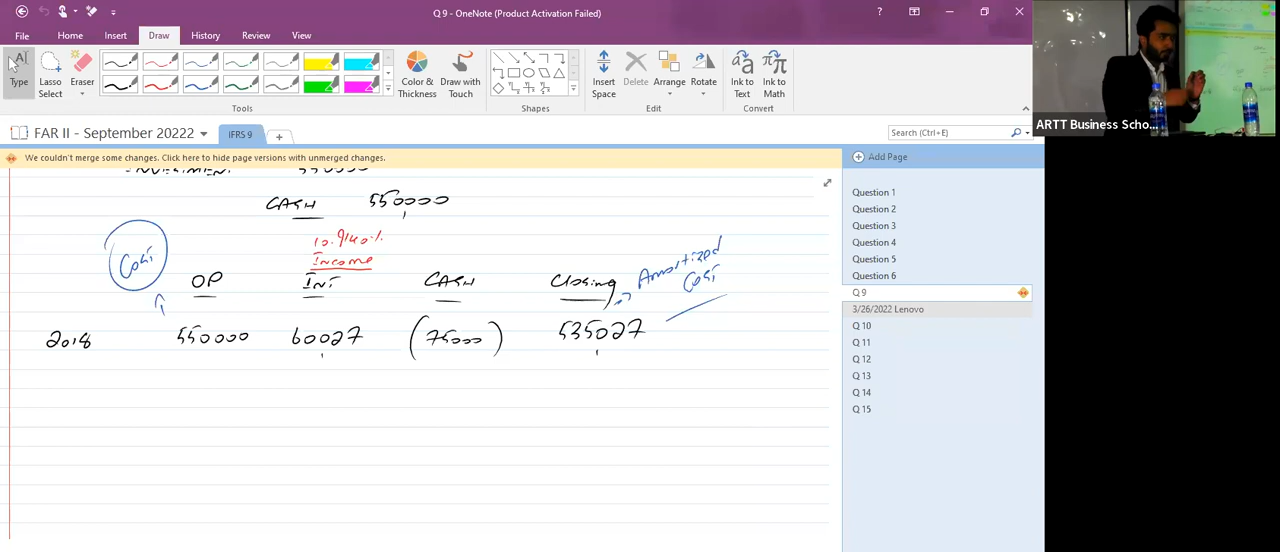 Q 9 - OneNote (Product Activation Failed)
File Home Insert Draw History Review View
Type
Lasso Select
Eraser
Color & Thickness
Draw with Touch
Insert Space
Delete
Arrange
Rotate
Ink to Text
Ink to Math
Tools Shapes Edit Convert
ARTT Business Scho...
FAR II - September 20222 IFRS 9
Search (Ctrl+E)
We couldn't merge some changes. Click here to hide page versions with unmerged changes.
Add Page
Question 1
Question 2
Question 3
Question 4
Question 5
Question 6
Q 9
3/26/2022 Lenovo
Q 10
Q 11
Q 12
Q 13
Q 14
Q 15
INVESTMENT 550000
CASH 550000
10.9140%
Income
Cost
OP INT CASH Closing
Amortized Cost
2018 550000 60027 (75000) 535027